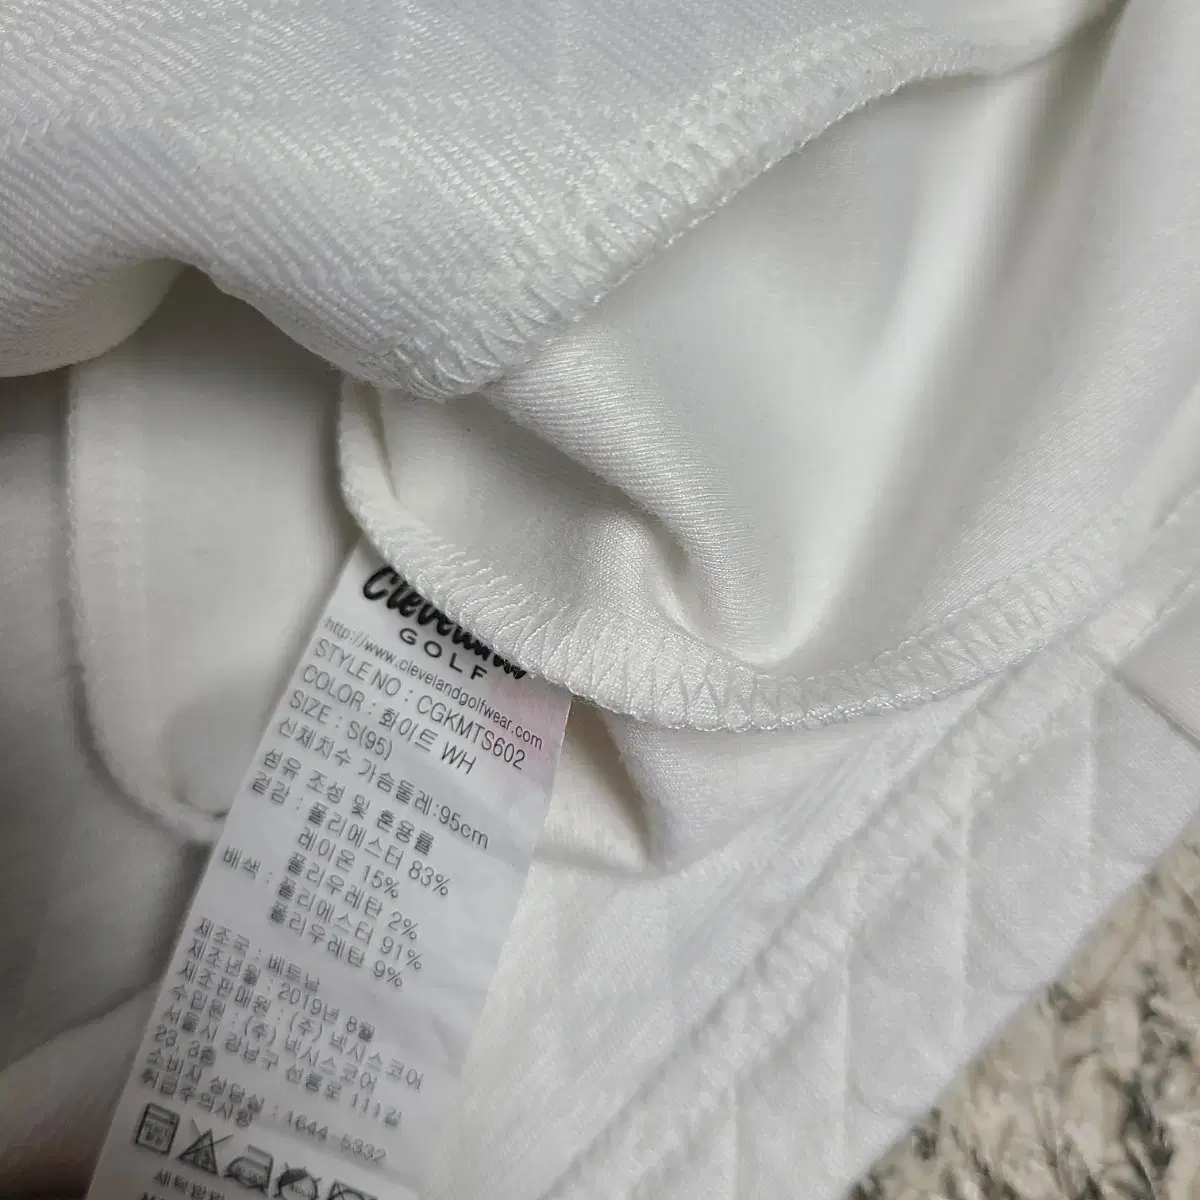 Cleveland
GOLF
http://www.clevelandgolfwear.com
STYLE NO : CGKMTS602
COLOR : 화이트 WH
SIZE : S(95)
신체치수 가슴둘레:95cm
섬유 조성 및 혼용률
겉감 : 폴리에스터 83%
레이온 15%
폴리우레탄 2%
배색 : 폴리에스터 91%
폴리우레탄 9%
제조국 : 베트남
제조년월 : 2019년 8월
제조판매원 : (주) 넥시스코어
수입원 : (주) 넥시스코어
서울시 강남구 선릉로 111길
23, 3층
소비자 상담실 : 1644-5332
취급주의사항